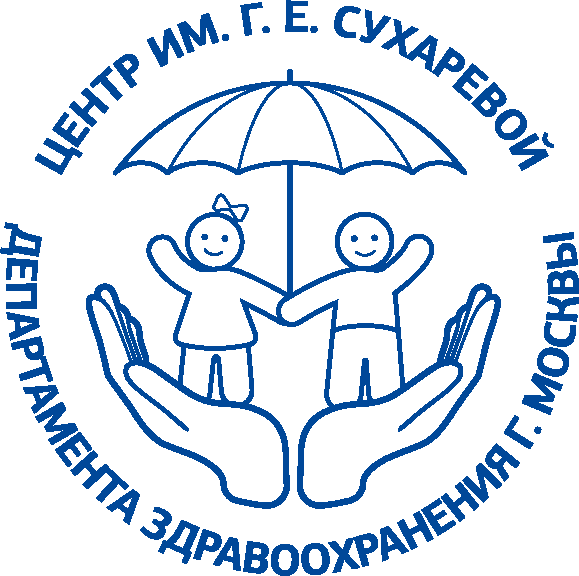 ЦЕНТР ИМ. Г. Е. СУХАРЕВОЙ
ДЕПАРТАМЕНТА ЗДРАВООХРАНЕНИЯ Г. МОСКВЫ